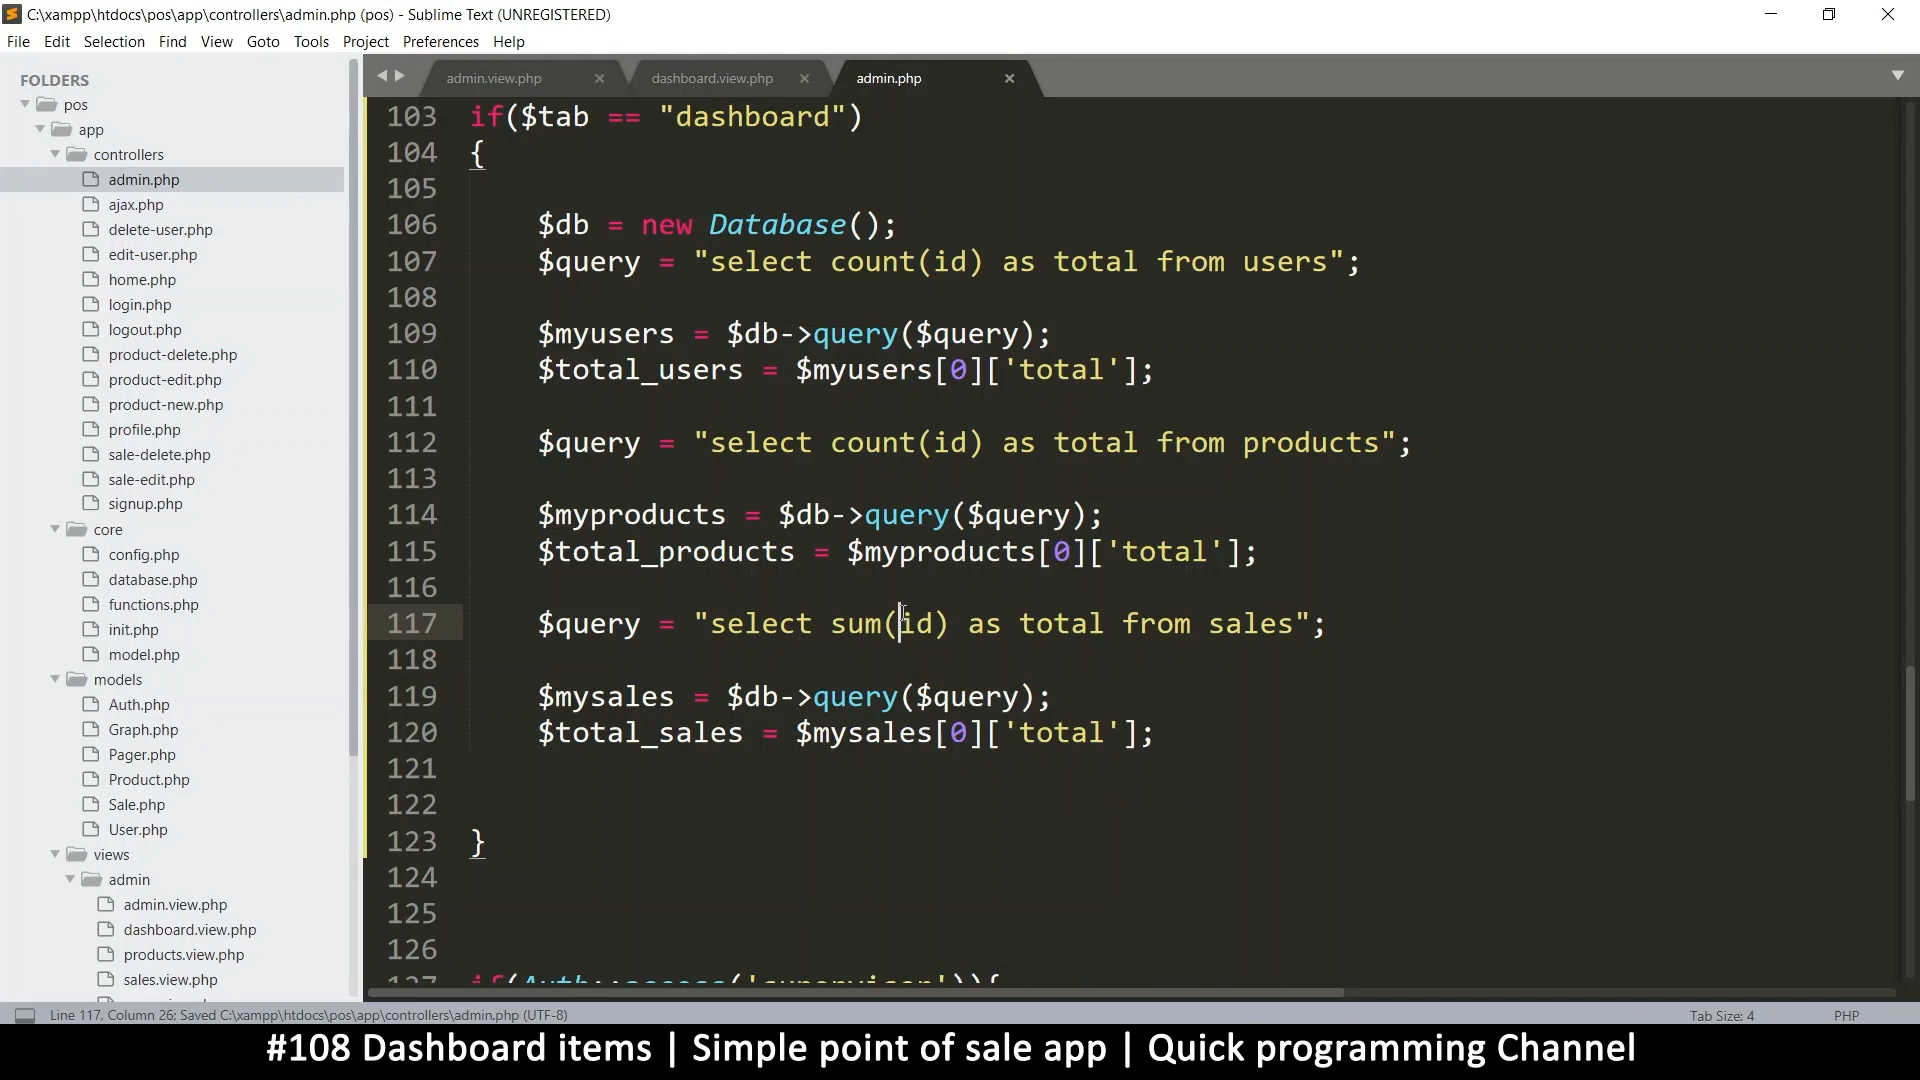 C:\xampp\htdocs\pos\app\controllers\admin.php (pos) - Sublime Text (UNREGISTERED)
File Edit Selection Find View Goto Tools Project Preferences Help
FOLDERS
pos
app
controllers
admin.php
ajax.php
delete-user.php
edit-user.php
home.php
login.php
logout.php
product-delete.php
product-edit.php
product-new.php
profile.php
sale-delete.php
sale-edit.php
signup.php
core
config.php
database.php
functions.php
init.php
model.php
models
Auth.php
Graph.php
Pager.php
Product.php
Sale.php
User.php
views
admin
admin.view.php
dashboard.view.php
products.view.php
sales.view.php
admin.view.php dashboard.view.php admin.php
103 if($tab == "dashboard")
104 {
105
106 $db = new Database();
107 $query = "select count(id) as total from users";
108
109 $myusers = $db->query($query);
110 $total_users = $myusers[0]['total'];
111
112 $query = "select count(id) as total from products";
113
114 $myproducts = $db->query($query);
115 $total_products = $myproducts[0]['total'];
116
117 $query = "select sum(id) as total from sales";
118
119 $mysales = $db->query($query);
120 $total_sales = $mysales[0]['total'];
121
122
123 }
124
125
126
127 if(Auth::access('supervisor')){
Line 117, Column 26; Saved C:\xampp\htdocs\pos\app\controllers\admin.php (UTF-8) Tab Size: 4 PHP
#108 Dashboard items | Simple point of sale app | Quick programming Channel